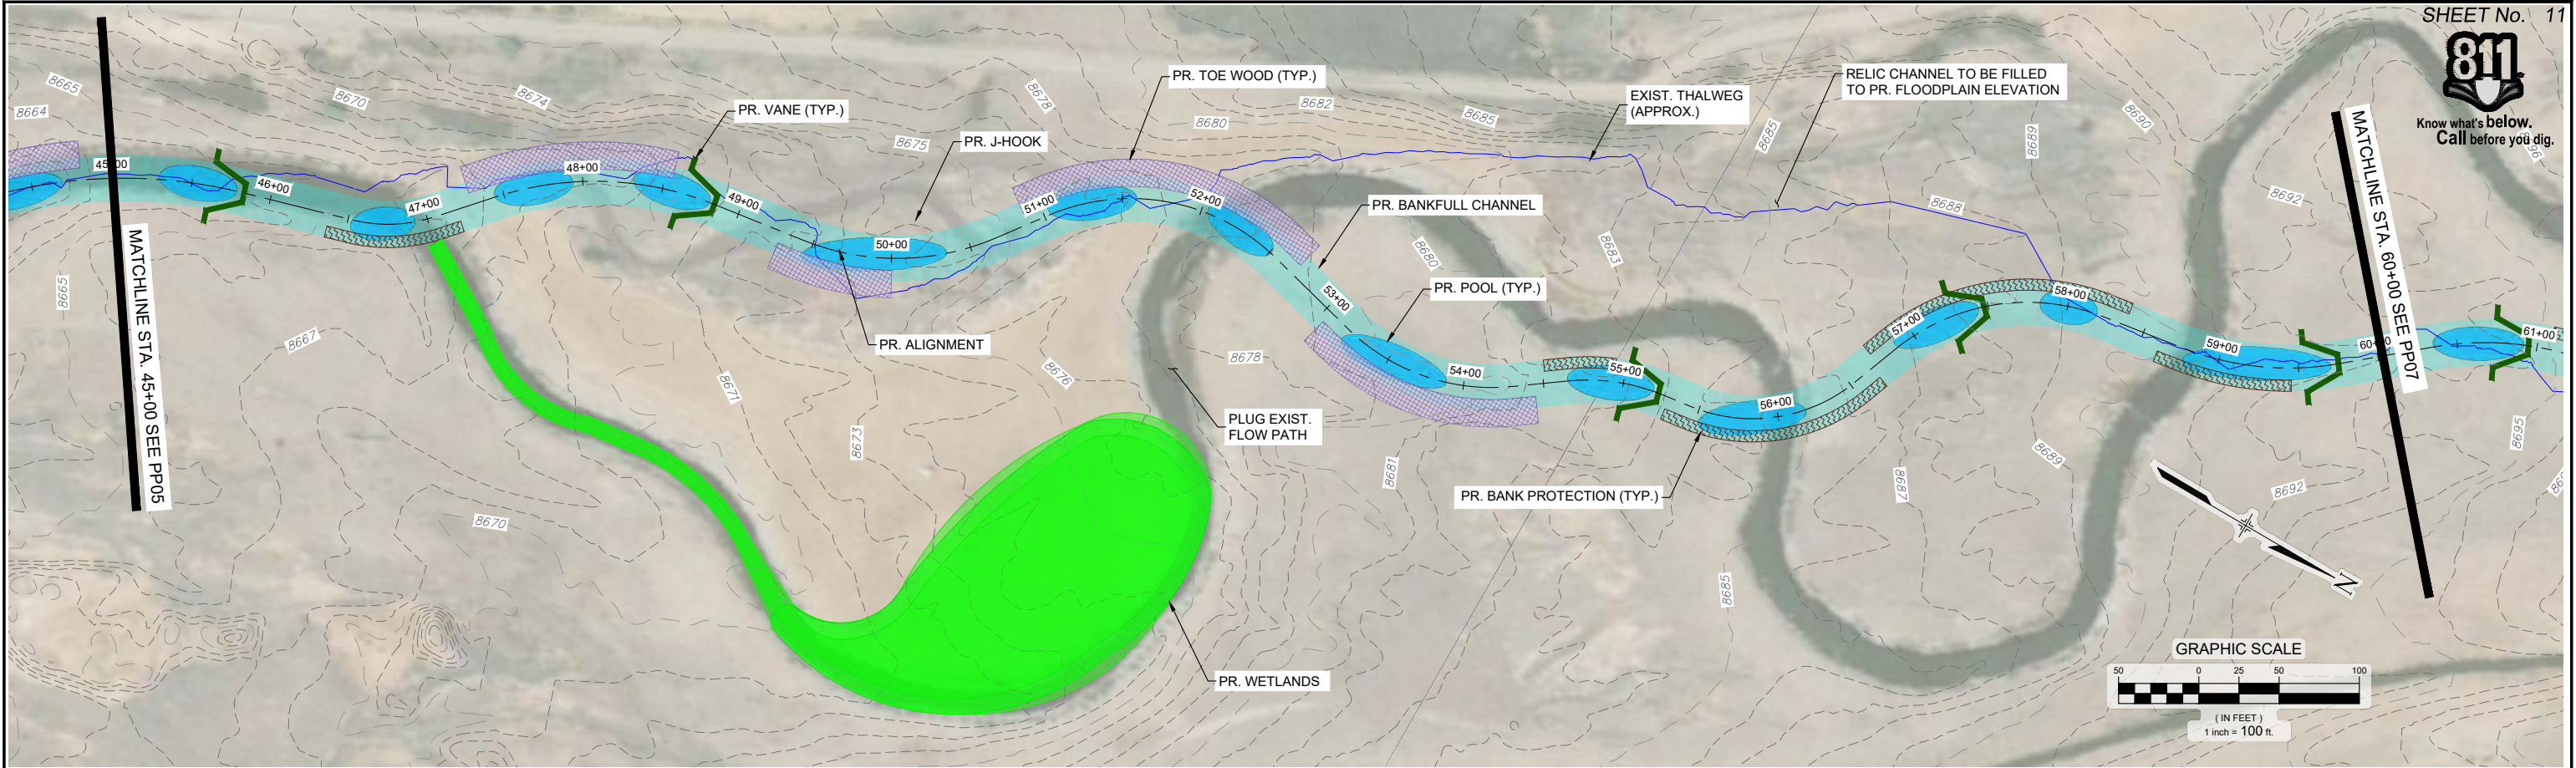 SHEET No. 11
811
Know what's below.
Call before you dig.
PR. TOE WOOD (TYP.)
RELIC CHANNEL TO BE FILLED
TO PR. FLOODPLAIN ELEVATION
EXIST. THALWEG
(APPROX.)
PR. VANE (TYP.)
PR. J-HOOK
PR. BANKFULL CHANNEL
PR. POOL (TYP.)
PR. ALIGNMENT
PLUG EXIST.
FLOW PATH
PR. BANK PROTECTION (TYP.)
PR. WETLANDS
MATCHLINE STA. 45+00 SEE PP05
MATCHLINE STA. 60+00 SEE PP07
46+00
47+00
48+00
49+00
50+00
51+00
52+00
53+00
54+00
55+00
56+00
57+00
58+00
59+00
61+00
8665
8664
8670
8674
8675
8678
8680
8682
8685
8685
8689
8690
8696
8692
8688
8683
8680
8678
8676
8671
8673
8667
8665
8670
8681
8685
8687
8689
8692
8695
N
GRAPHIC SCALE
50 0 25 50 100
( IN FEET )
1 inch = 100 ft.